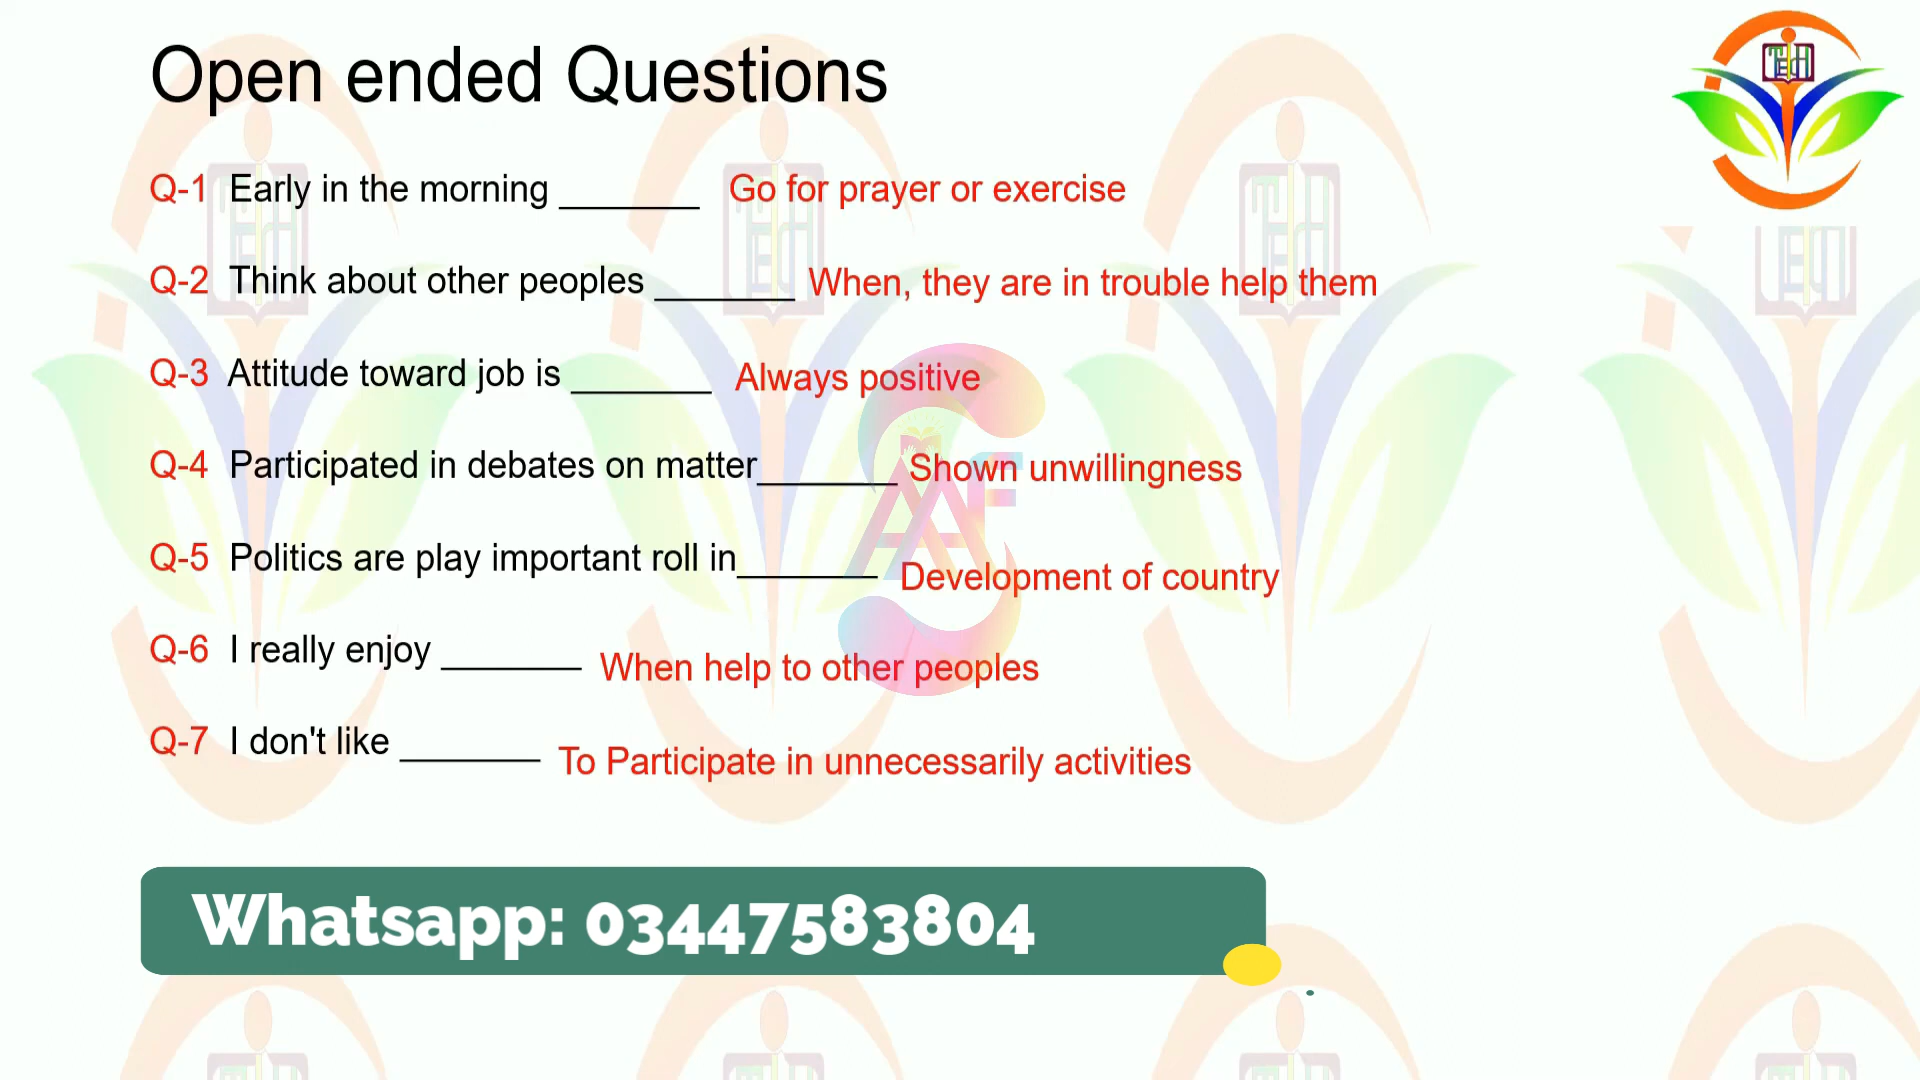 Open ended Questions
TECH
Q-1 Early in the morning _______ Go for prayer or exercise
Q-2 Think about other peoples _______ When, they are in trouble help them
Q-3 Attitude toward job is _______ Always positive
Q-4 Participated in debates on matter_______ Shown unwillingness
Q-5 Politics are play important roll in_______ Development of country
Q-6 I really enjoy _______ When help to other peoples
Q-7 I don't like _______ To Participate in unnecessarily activities
Whatsapp: 03447583804